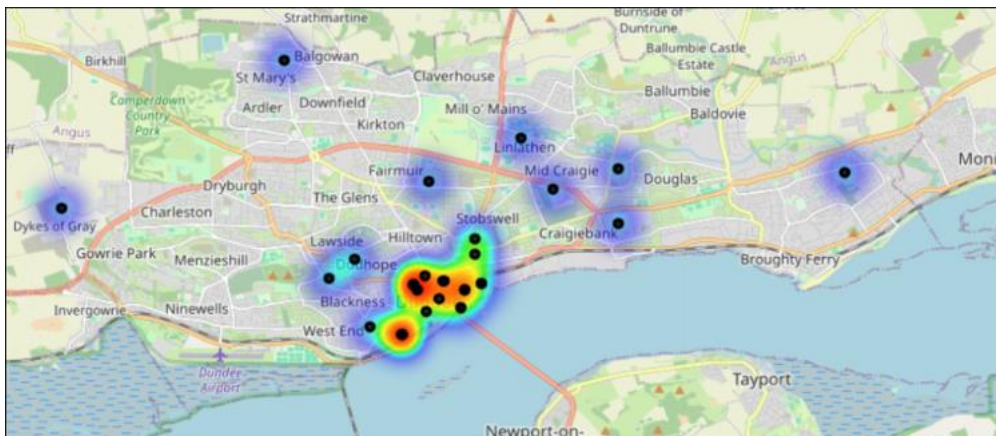 Strathmartine
Burnside of
Duntrune
Birkhill
Balgowan
Ballumbie Castle
Estate
Angus
St Mary's
Claverhouse
Camperdown
Country
Park
Ardler
Downfield
Mill o' Mains
Ballumbie
Baldovie
Kirkton
Angus
Linlathen
Fairmuir
Mid Craigie
Moni
Dryburgh
Douglas
The Glens
Charleston
Stobswell
Dykes of Gray
Lawside
Hilltown
Craigiebank
Gowrie Park
Menzieshill
Broughty Ferry
Blackness
Invergowrie
Ninewells
West End
Dundee
Airport
Tayport
Newport-on-